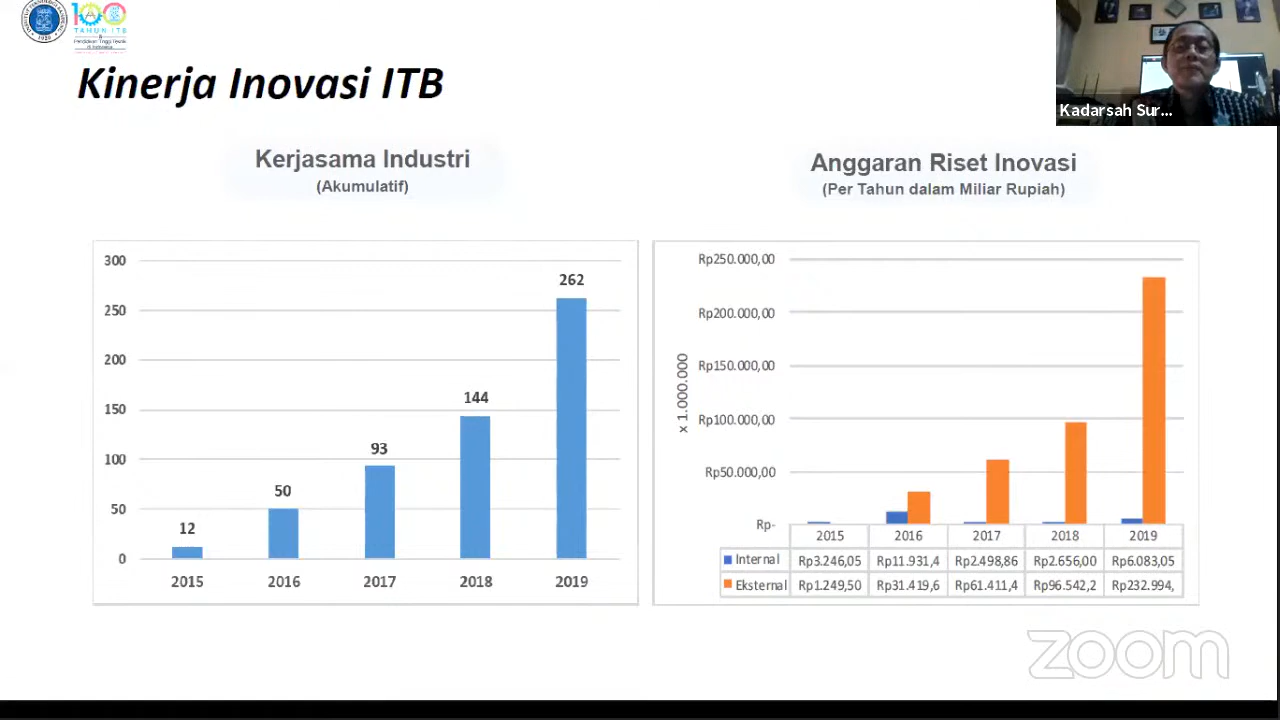 100
TAHUN ITB
Pendidikan Tinggi Teknik
di Indonesia
1920
Kinerja Inovasi ITB
Kadarsah Sur...
Kerjasama Industri
(Akumulatif)
300
250
200
150
100
50
0
12
50
93
144
262
2015 2016 2017 2018 2019
Anggaran Riset Inovasi
(Per Tahun dalam Miliar Rupiah)
x 1.000.000
Rp250.000,00
Rp200.000,00
Rp150.000,00
Rp100.000,00
Rp50.000,00
Rp-
2015 2016 2017 2018 2019
Internal Rp3.246,05 Rp11.931,4 Rp2.498,86 Rp2.656,00 Rp6.083,05
Eksternal Rp1.249,50 Rp31.419,6 Rp61.411,4 Rp96.542,2 Rp232.994,
zoom